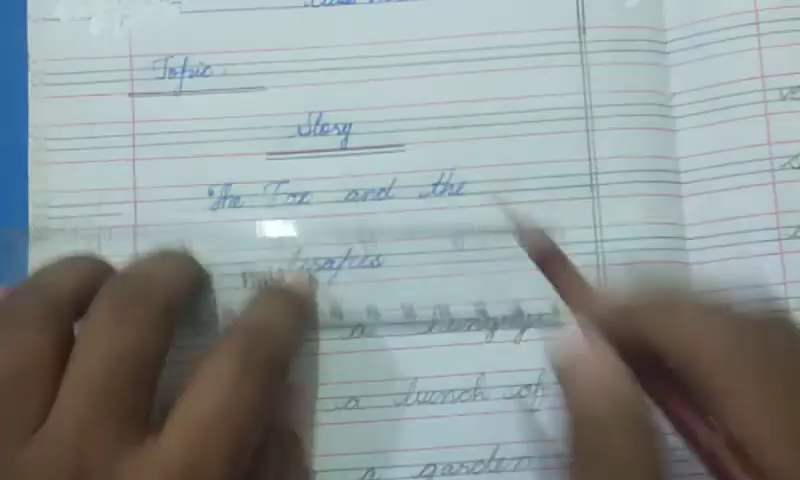 Topic :
Story
"The Fox and the
Grapes
a hungry
a bunch of
a garden